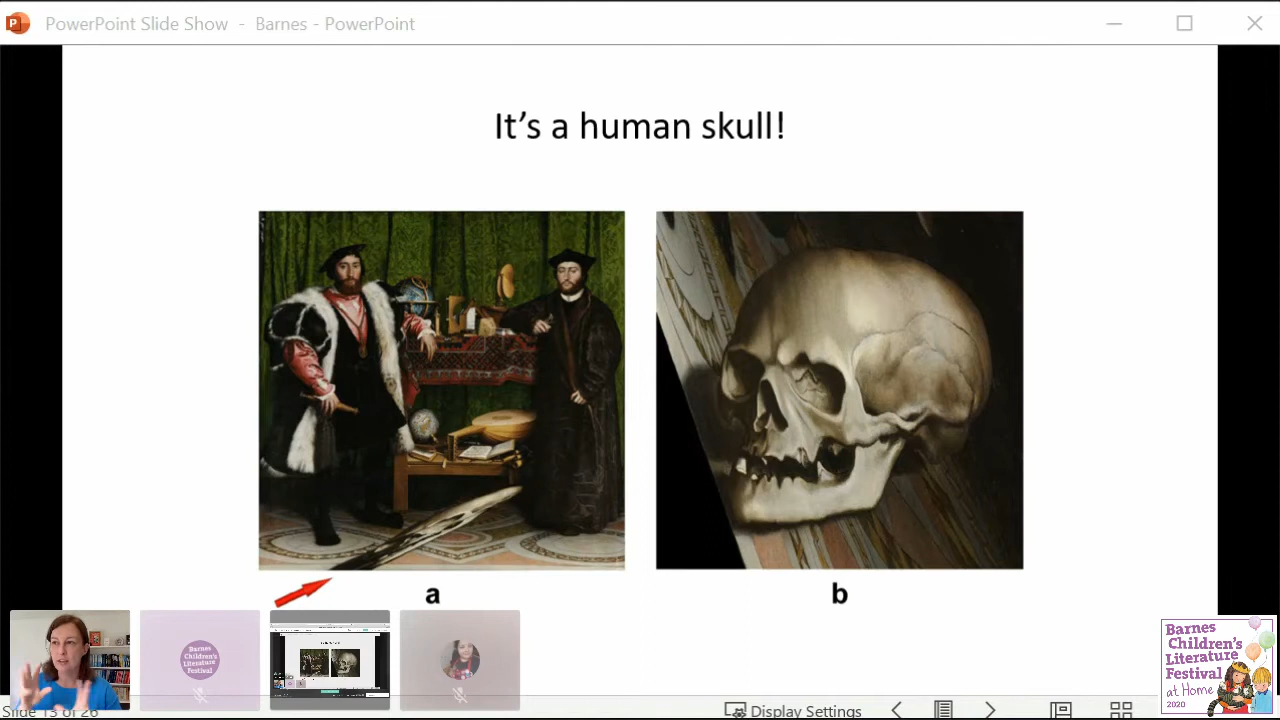 PowerPoint Slide Show - Barnes - PowerPoint
It's a human skull!
a
b
Barnes
Children's
Literature
Festival
Barnes
Children's
Literature
Festival
at Home
2020
Slide 13 of 26
Display Settings